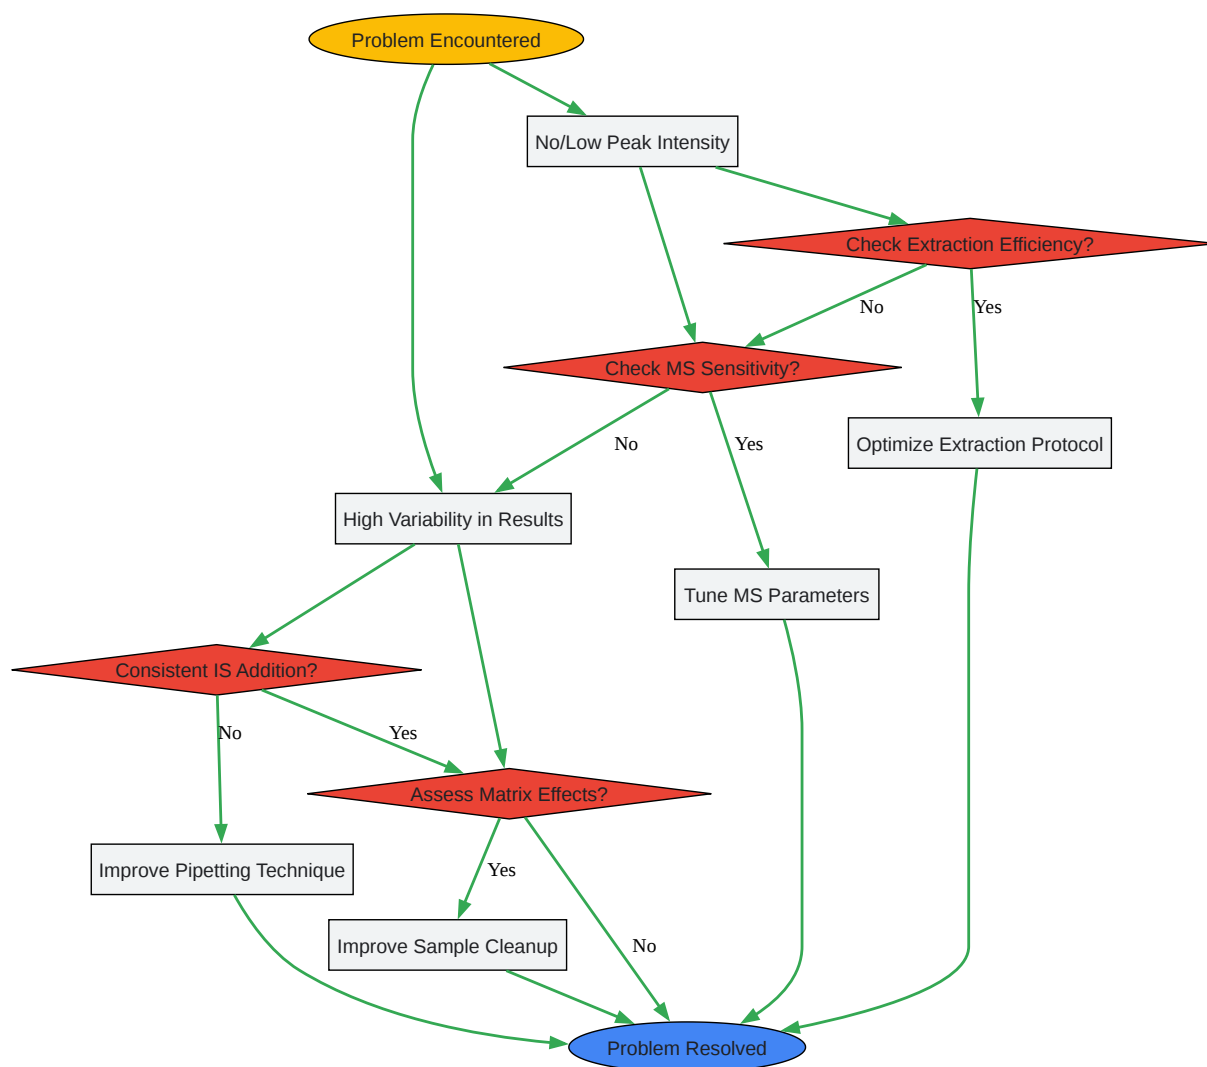 Problem Encountered
No/Low Peak Intensity
Check Extraction Efficiency?
No
Yes
Check MS Sensitivity?
No
Yes
Optimize Extraction Protocol
High Variability in Results
Tune MS Parameters
Consistent IS Addition?
No
Yes
Assess Matrix Effects?
Improve Pipetting Technique
Yes
Improve Sample Cleanup
No
Problem Resolved